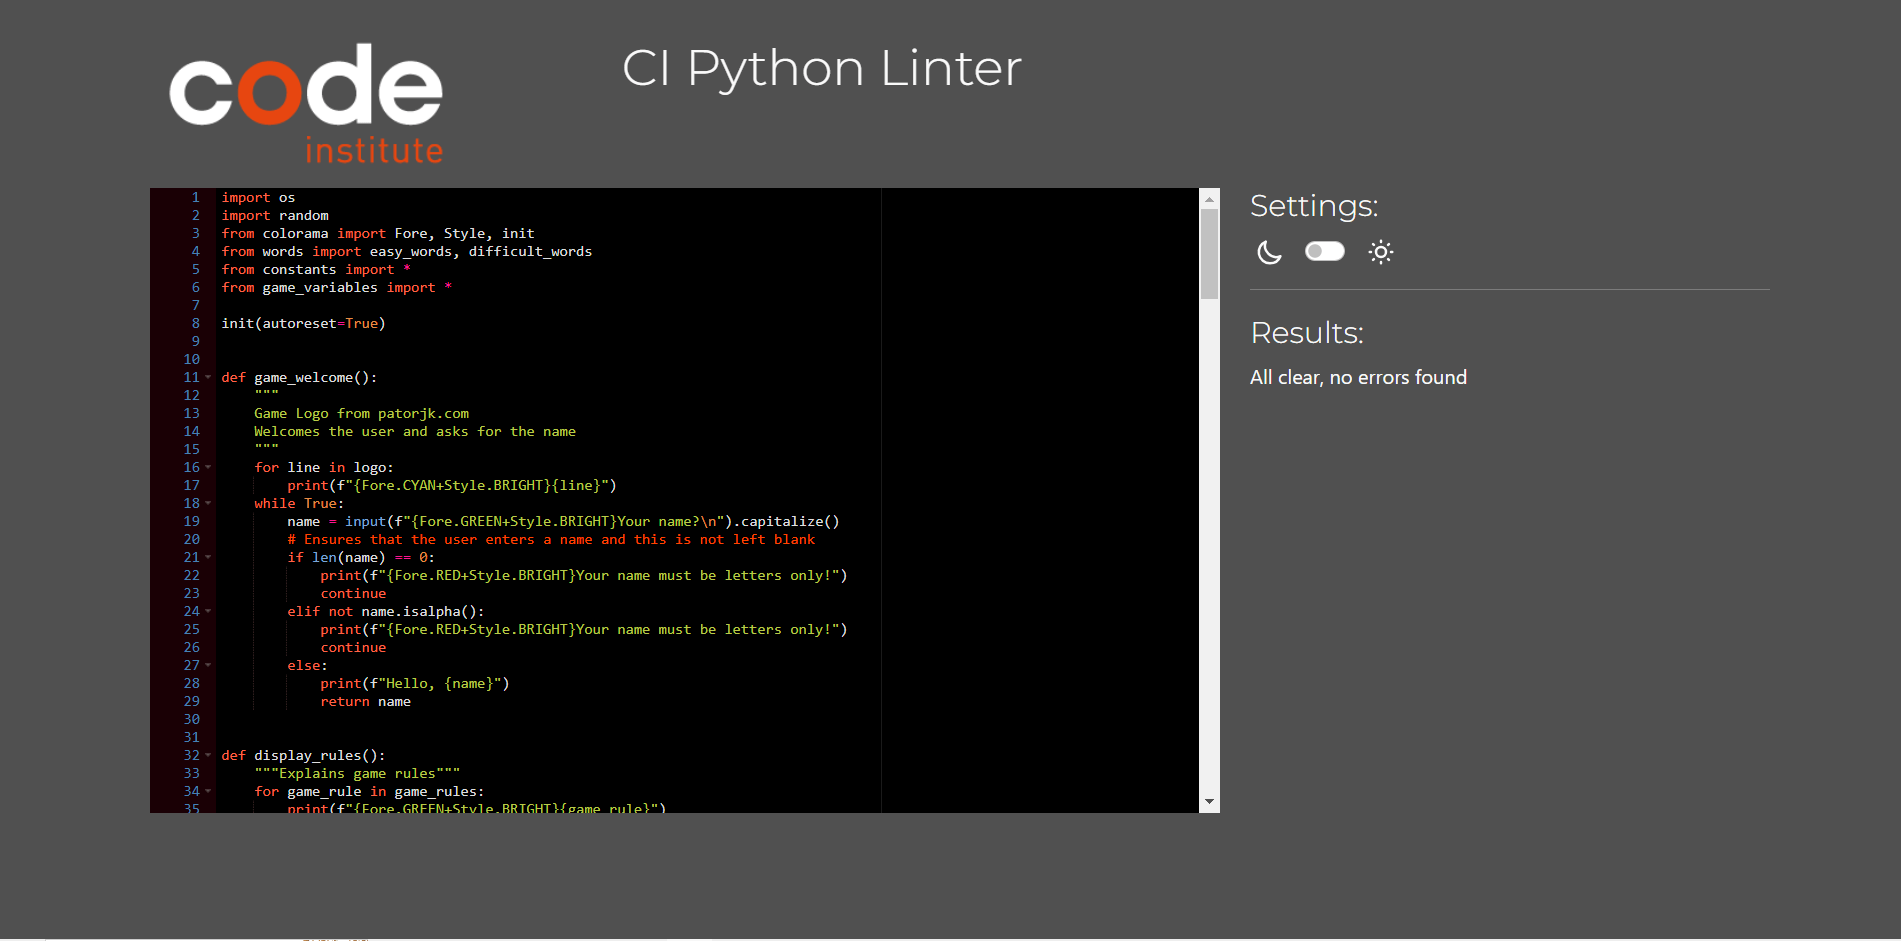 code
institute
CI Python Linter
1 import os
2 import random
3 from colorama import Fore, Style, init
4 from words import easy_words, difficult_words
5 from constants import *
6 from game_variables import *
7
8 init(autoreset=True)
9
10
11 def game_welcome():
12     """
13     Game Logo from patorjk.com
14     Welcomes the user and asks for the name
15     """
16     for line in logo:
17         print(f"{Fore.CYAN+Style.BRIGHT}{line}")
18     while True:
19         name = input(f"{Fore.GREEN+Style.BRIGHT}Your name?\n").capitalize()
20         # Ensures that the user enters a name and this is not left blank
21         if len(name) == 0:
22             print(f"{Fore.RED+Style.BRIGHT}Your name must be letters only!")
23             continue
24         elif not name.isalpha():
25             print(f"{Fore.RED+Style.BRIGHT}Your name must be letters only!")
26             continue
27         else:
28             print(f"Hello, {name}")
29             return name
30
31
32 def display_rules():
33     """Explains game rules"""
34     for game_rule in game_rules:
35         print(f"{Fore.GREEN+Style.BRIGHT}{game_rule}")
Settings:
Results:
All clear, no errors found